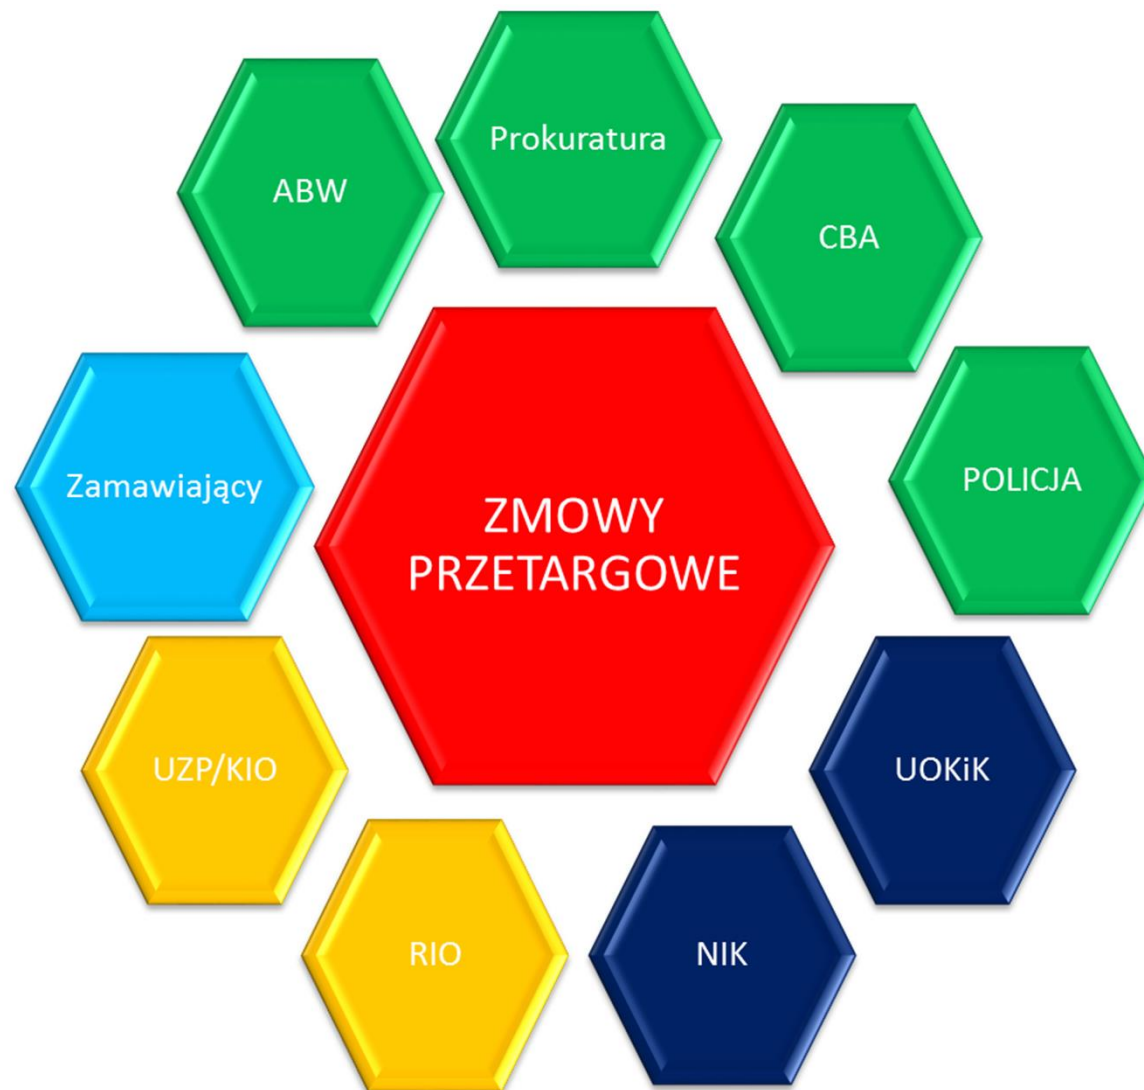 Prokuratura
ABW
CBA
Zamawiający
POLICJA
ZMOWY
PRZETARGOWE
UZP/KIO
UOKiK
RIO
NIK